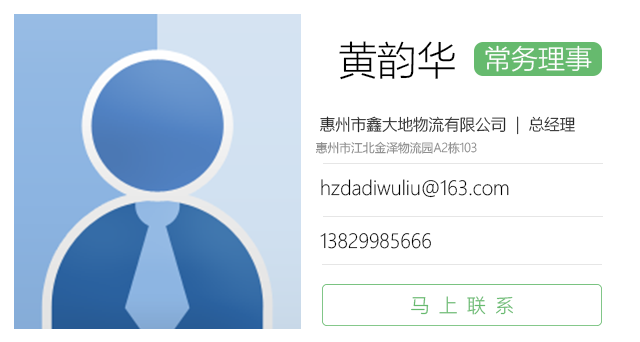 黄韵华 常务理事
惠州市鑫大地物流有限公司 | 总经理
惠州市江北金泽物流园A2栋103
hzdadiwuliu@163.com
13829985666
马上联系